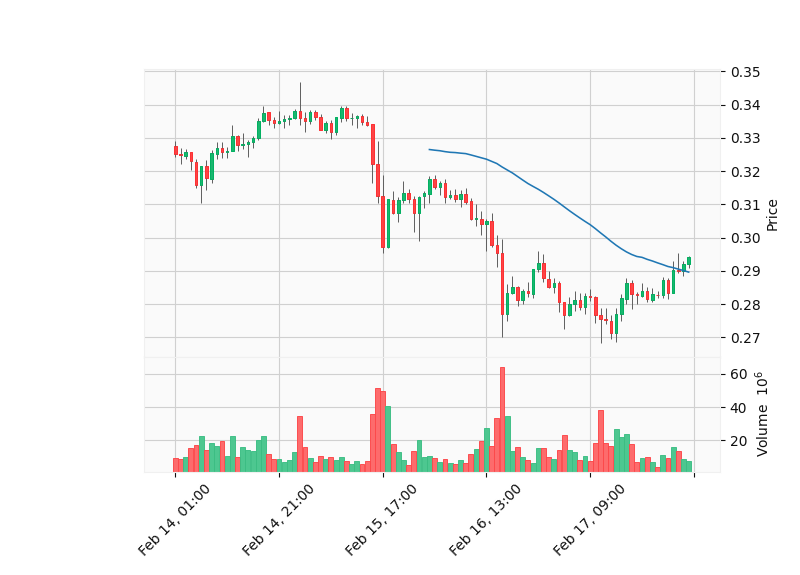 0.35
0.34
0.33
0.32
0.31
0.30
0.29
0.28
0.27
Price
60
40
20
Volume 10⁶
Feb 14, 01:00
Feb 14, 21:00
Feb 15, 17:00
Feb 16, 13:00
Feb 17, 09:00